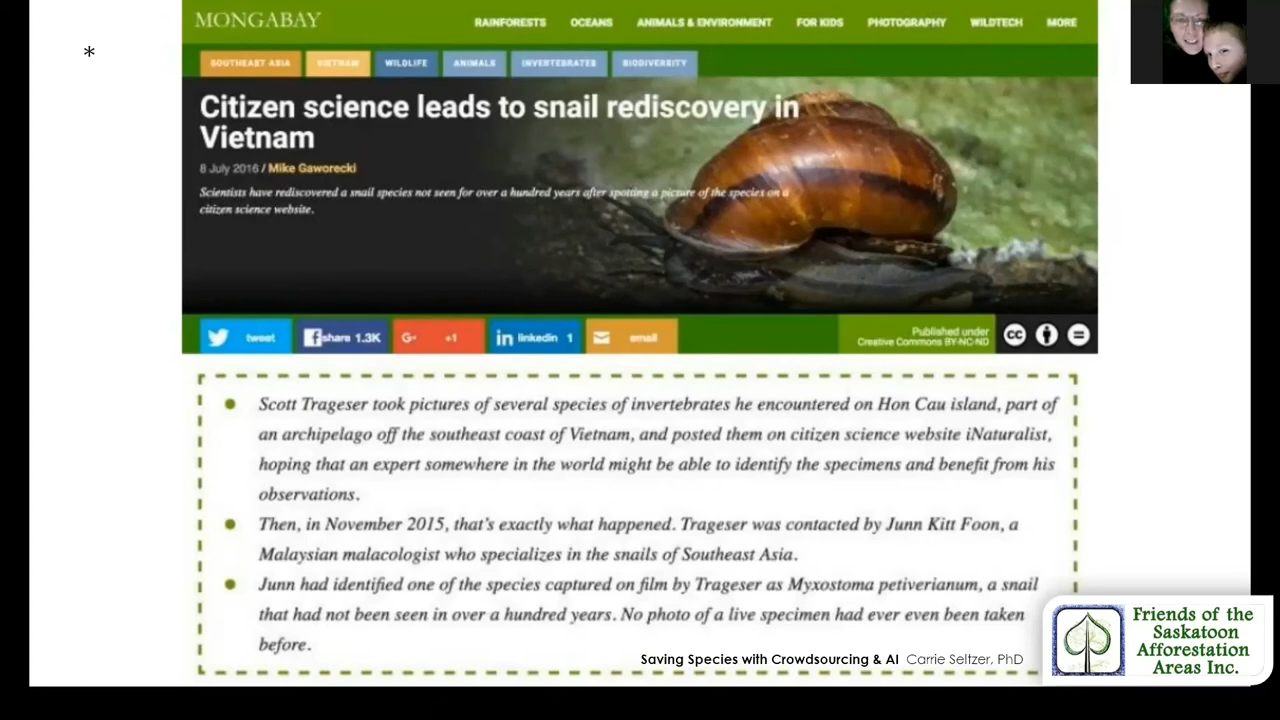 MONGABAY
RAINFORESTS OCEANS ANIMALS & ENVIRONMENT FOR KIDS PHOTOGRAPHY WILDTECH MORE
*
SOUTHEAST ASIA VIETNAM WILDLIFE ANIMALS INVERTEBRATES BIODIVERSITY
Citizen science leads to snail rediscovery in
Vietnam
8 July 2016 / Mike Gaworecki
Scientists have rediscovered a snail species not seen for over a hundred years after spotting a picture of the species on a
citizen science website.
tweet
share 1.3K
G+ +1
in linkedin 1
email
Published under
Creative Commons BY-NC-ND
cc
Scott Trageser took pictures of several species of invertebrates he encountered on Hon Cau island, part of
an archipelago off the southeast coast of Vietnam, and posted them on citizen science website iNaturalist,
hoping that an expert somewhere in the world might be able to identify the specimens and benefit from his
observations.
Then, in November 2015, that's exactly what happened. Trageser was contacted by Junn Kitt Foon, a
Malaysian malacologist who specializes in the snails of Southeast Asia.
Junn had identified one of the species captured on film by Trageser as Myxostoma petiverianum, a snail
that had not been seen in over a hundred years. No photo of a live specimen had ever even been taken
before.
Saving Species with Crowdsourcing & AI Carrie Seltzer, PhD
Friends of the
Saskatoon
Afforestation
Areas Inc.